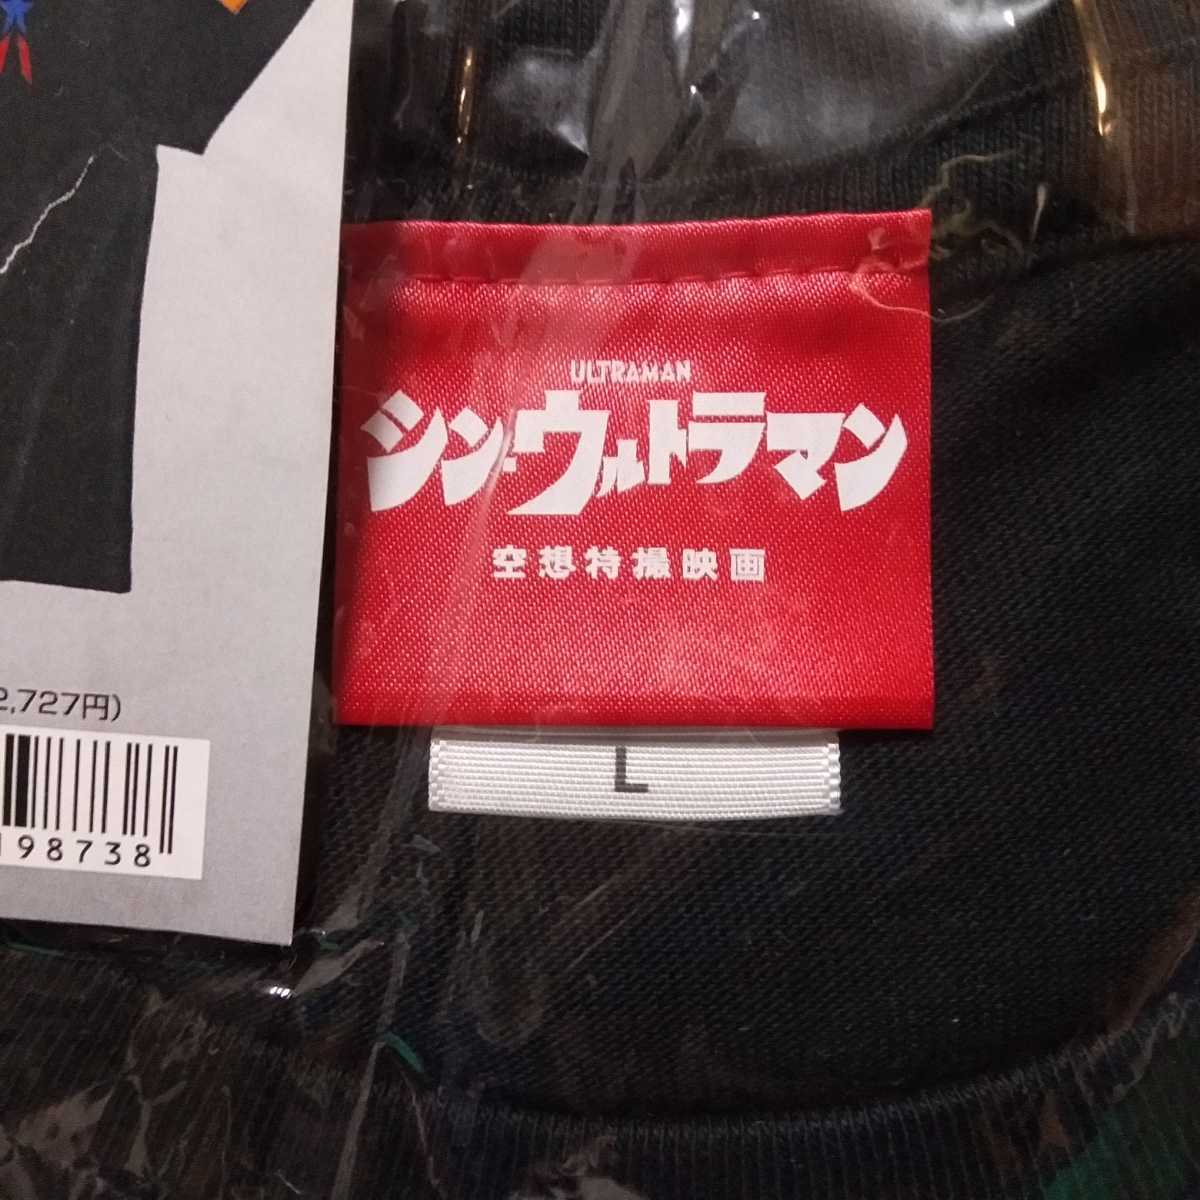 ULTRAMAN
シン・ウルトラマン
空想特撮映画
L
2,727円)
198738